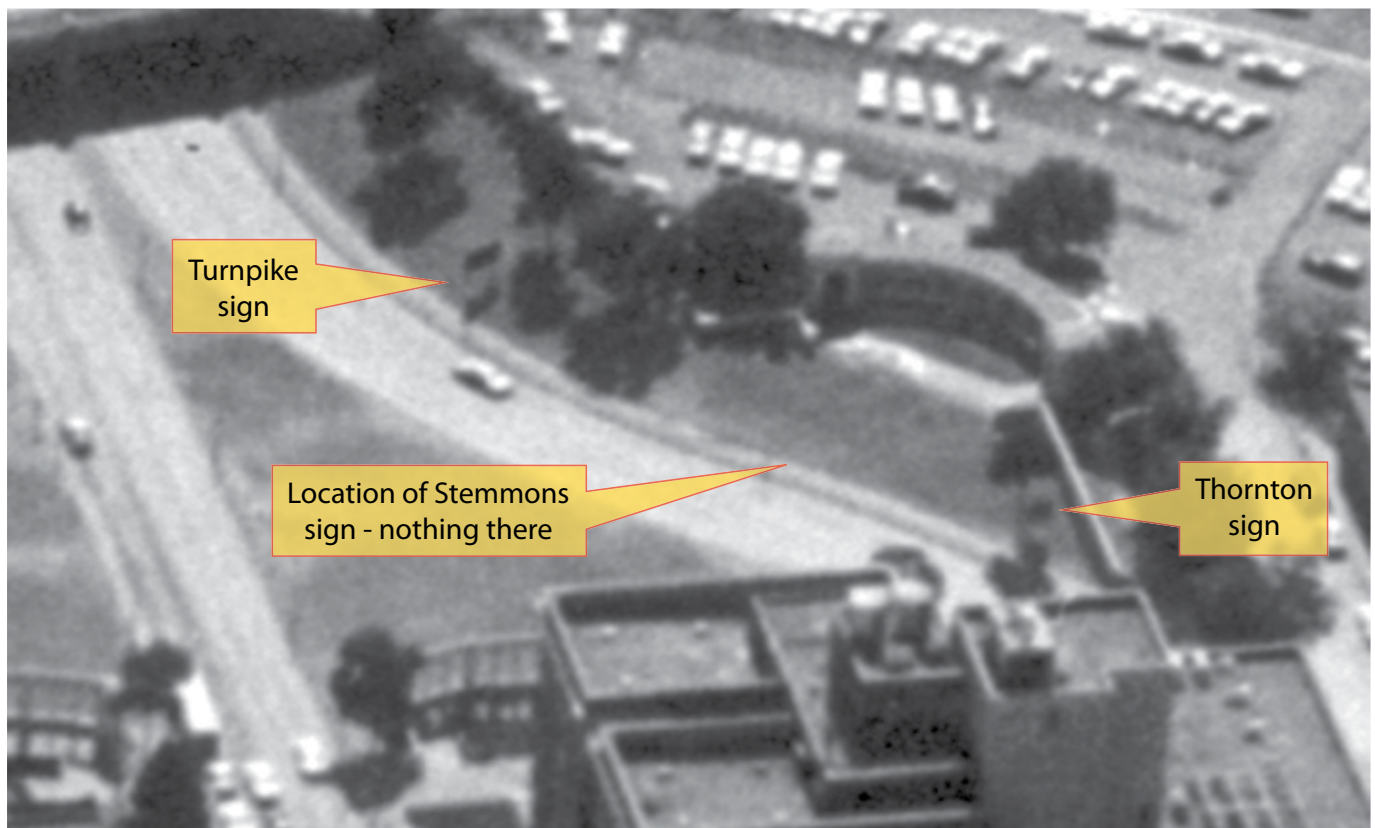 Turnpike
sign
Location of Stemmons
sign - nothing there
Thornton
sign